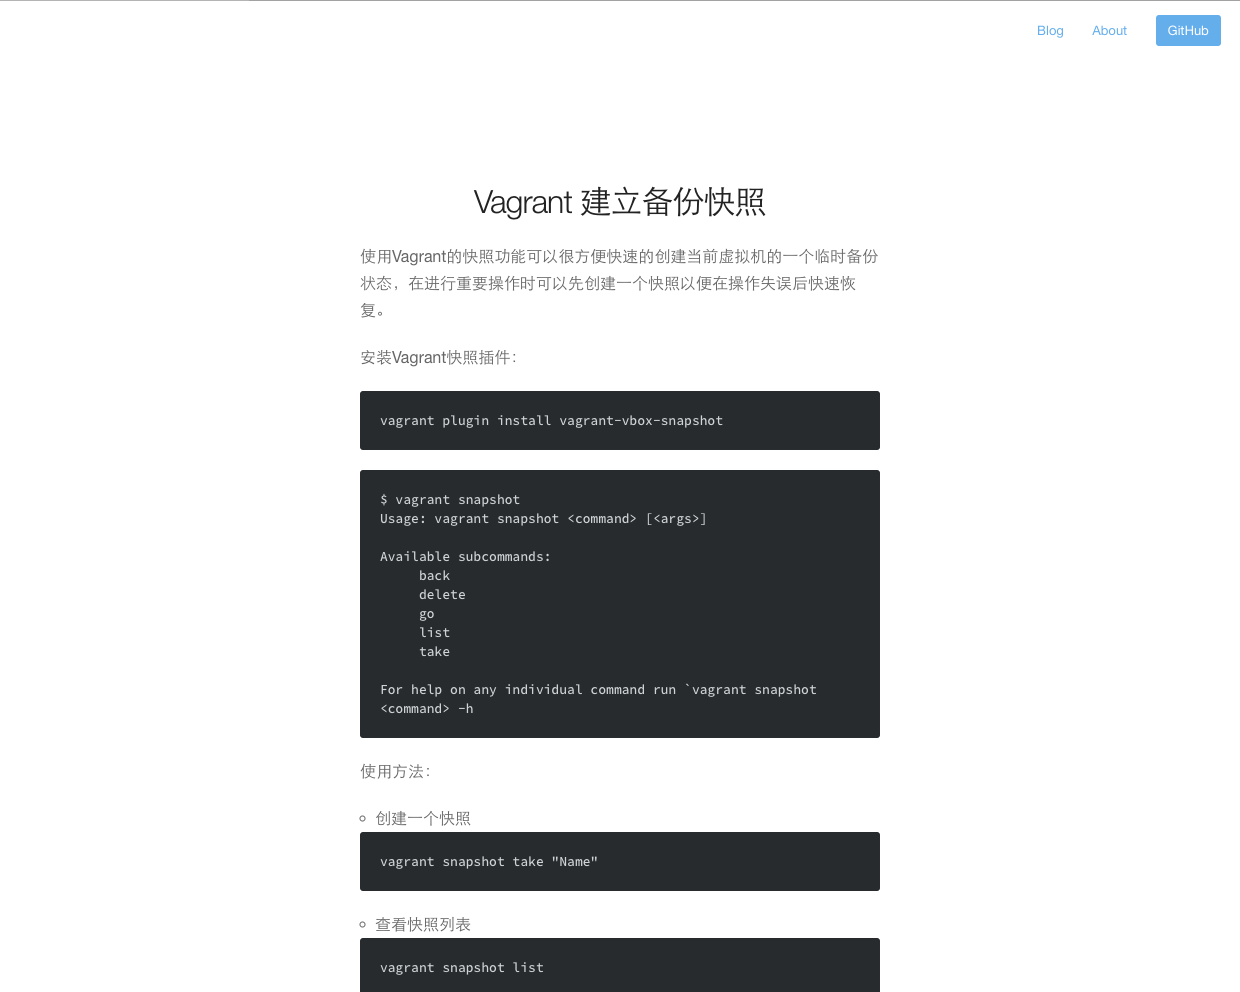 Blog About GitHub
Vagrant 建立备份快照
使用Vagrant的快照功能可以很方便快速的创建当前虚拟机的一个临时备份
状态，在进行重要操作时可以先创建一个快照以便在操作失误后快速恢
复。
安装Vagrant快照插件：
vagrant plugin install vagrant-vbox-snapshot
$ vagrant snapshot
Usage: vagrant snapshot <command> [<args>]
Available subcommands:
back
delete
go
list
take
For help on any individual command run `vagrant snapshot
<command> -h
使用方法：
创建一个快照
vagrant snapshot take "Name"
查看快照列表
vagrant snapshot list